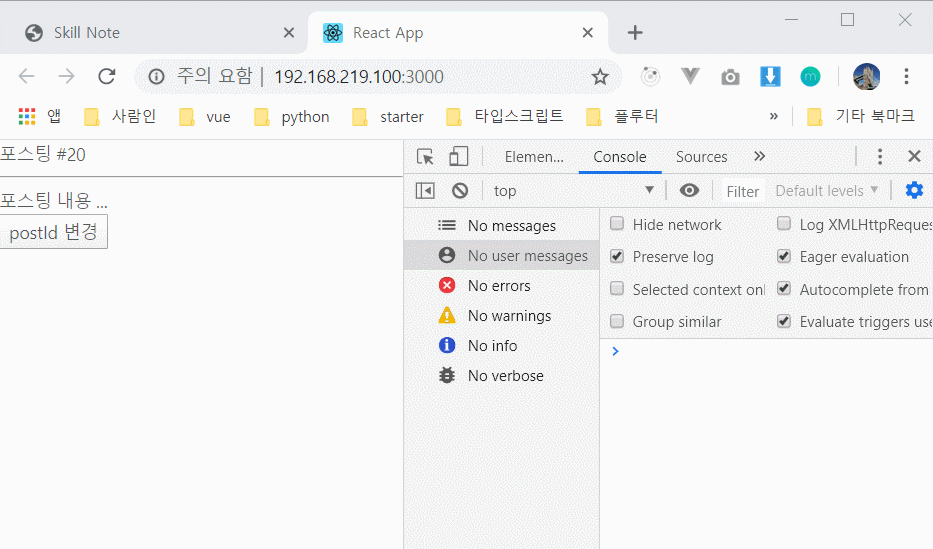 Skill Note
React App
주의 요함 | 192.168.219.100:3000
앱 사람인 vue python starter 타입스크립트 플루터 » 기타 북마크
포스팅 #20
포스팅 내용 ...
postId 변경
Elemen... Console Sources »
top Filter Default levels
No messages
No user messages
No errors
No warnings
No info
No verbose
Hide network Log XMLHttpReques
Preserve log Eager evaluation
Selected context onl Autocomplete from
Group similar Evaluate triggers use